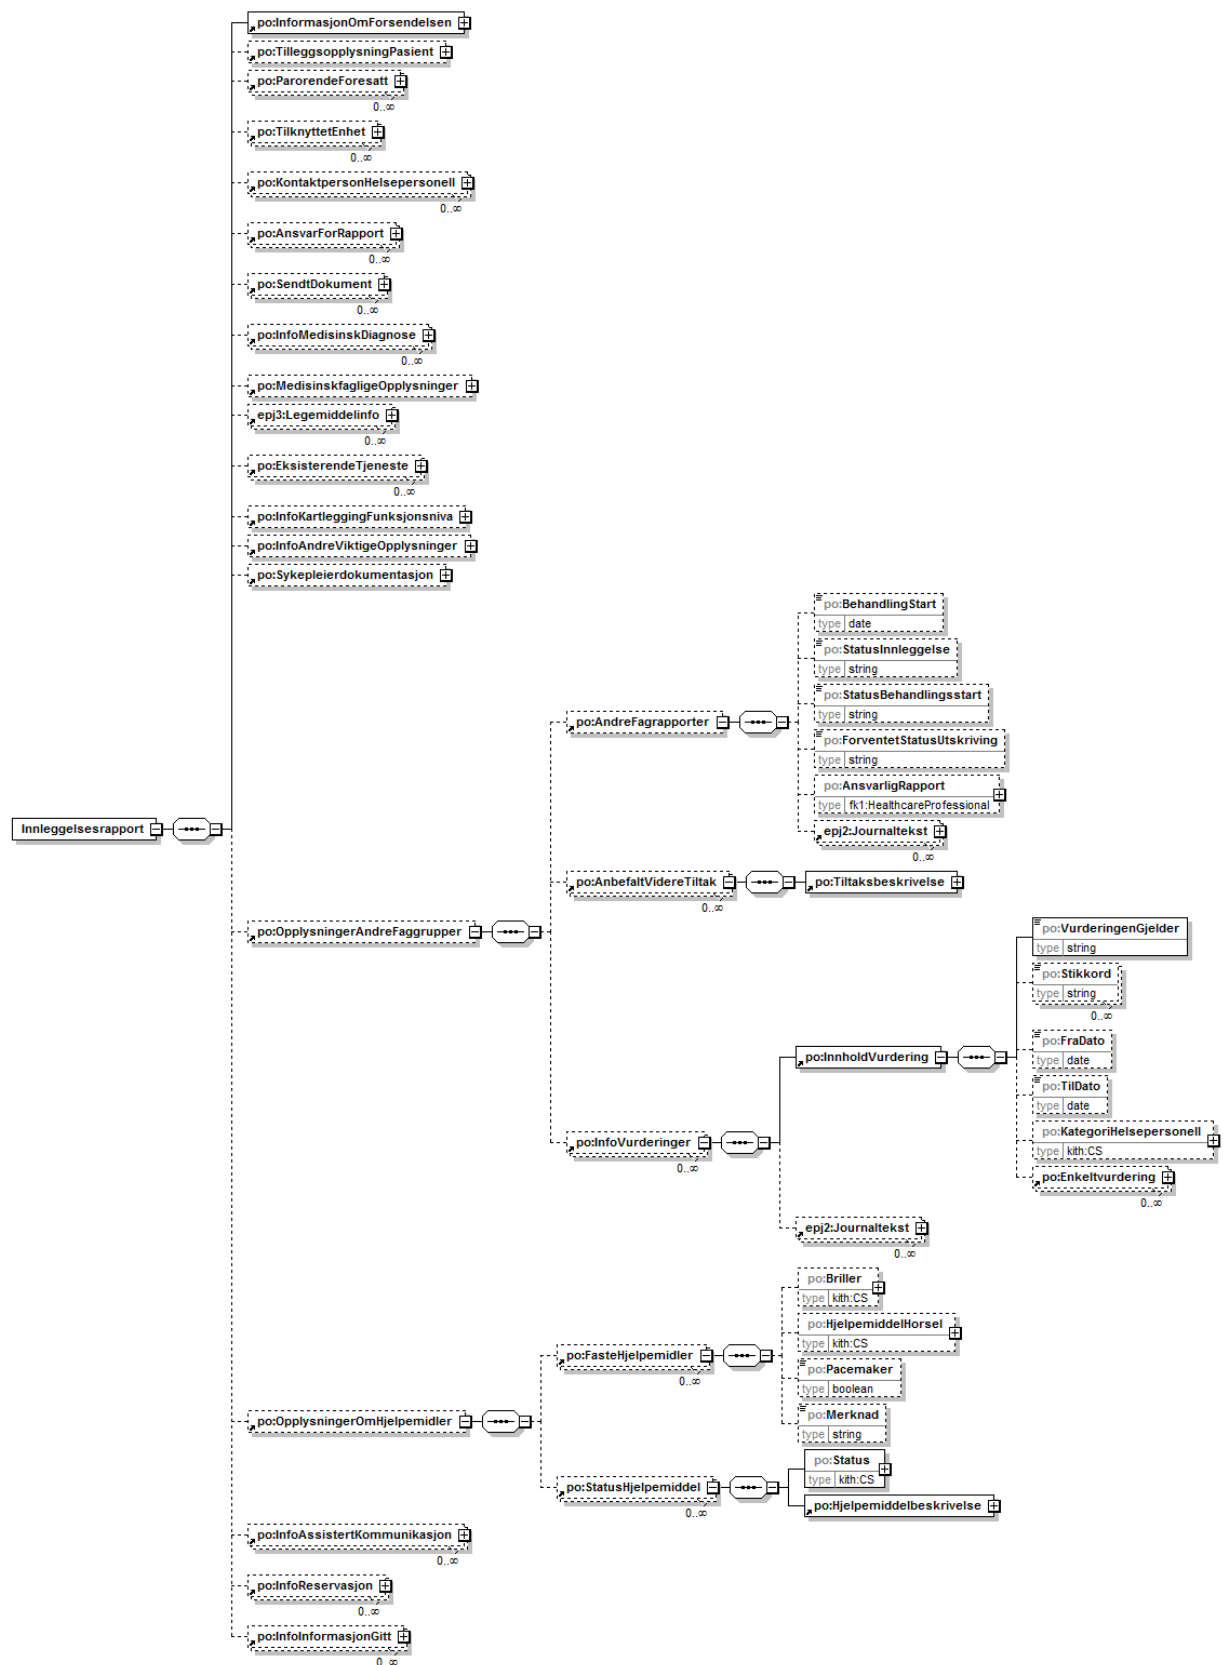 po:InformasjonOmForsendelsen
po:TilleggsopplysningPasient
po:ParorendeForesatt
0..∞
po:TilknyttetEnhet
0..∞
po:KontaktpersonHelsepersonell
0..∞
po:AnsvarForRapport
0..∞
po:SendtDokument
0..∞
po:InfoMedisinskDiagnose
0..∞
po:MedisinskfagligeOpplysninger
epj3:Legemiddelinfo
0..∞
po:EksisterendeTjeneste
0..∞
po:InfoKartleggingFunksjonsniva
po:InfoAndreViktigeOpplysninger
po:Sykepleierdokumentasjon
po:BehandlingStart
type date
po:StatusInnleggelse
type string
po:StatusBehandlingsstart
type string
po:AndreFagrapporter
po:ForventetStatusUtskriving
type string
po:AnsvarligRapport
type fk1:HealthcareProfessional
Innleggelsesrapport
epj2:Journaltekst
0..∞
po:AnbefaltVidereTiltak
0..∞
po:Tiltaksbeskrivelse
po:OpplysningerAndreFaggrupper
po:VurderingenGjelder
type string
po:Stikkord
type string
0..∞
po:FraDato
type date
po:InnholdVurdering
po:TilDato
type date
po:KategoriHelsepersonell
type kith:CS
po:InfoVurderinger
0..∞
po:Enkeltvurdering
0..∞
epj2:Journaltekst
0..∞
po:Briller
type kith:CS
po:HjelpemiddelHorsel
type kith:CS
po:FasteHjelpemidler
0..∞
po:Pacemaker
type boolean
po:Merknad
type string
po:OpplysningerOmHjelpemidler
po:Status
type kith:CS
po:StatusHjelpemiddel
0..∞
po:Hjelpemiddelbeskrivelse
po:InfoAssistertKommunikasjon
0..∞
po:InfoReservasjon
0..∞
po:InfoInformasjonGitt
0..∞